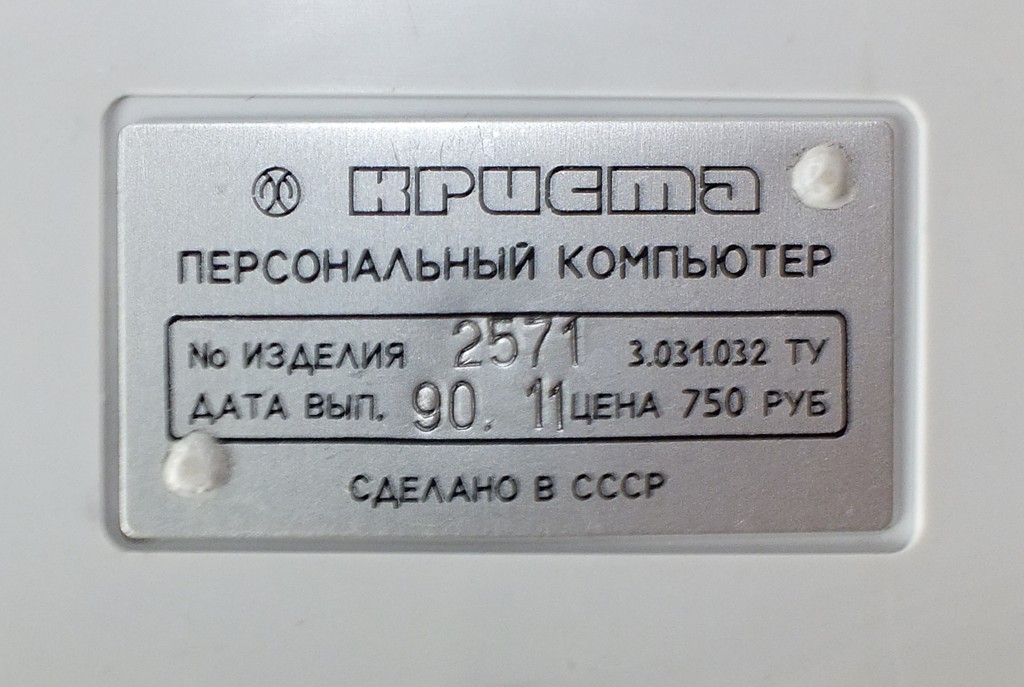 КРИСТА
ПЕРСОНАЛЬНЫЙ КОМПЬЮТЕР
No ИЗДЕЛИЯ 2571 3.031.032 ТУ
ДАТА ВЫП. 90. 11 ЦЕНА 750 РУБ
СДЕЛАНО В СССР